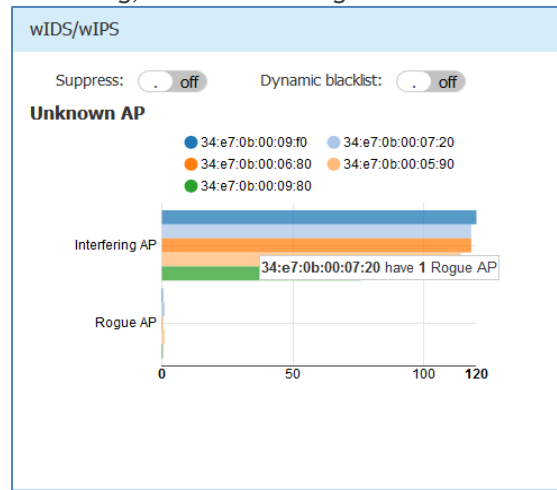 wIDS/wIPS
Suppress: . off Dynamic blacklist: . off
Unknown AP
34:e7:0b:00:09:f0 34:e7:0b:00:07:20
34:e7:0b:00:06:80 34:e7:0b:00:05:90
34:e7:0b:00:09:80
Interfering AP
34:e7:0b:00:07:20 have 1 Rogue AP
Rogue AP
0 50 100 120